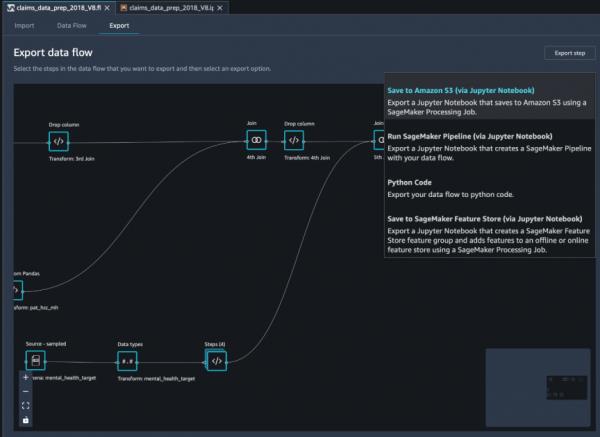 claims_data_prep_2018_V8.fl
claims_data_prep_2018_V8.ip
Import
Data Flow
Export
Export data flow
Export step
Select the steps in the data flow that you want to export and then select an export option.
Save to Amazon S3 (via Jupyter Notebook)
Export a Jupyter Notebook that saves to Amazon S3 using a
SageMaker Processing Job.
Run SageMaker Pipeline (via Jupyter Notebook)
Export a Jupyter Notebook that creates a SageMaker Pipeline
with your data flow.
Python Code
Export your data flow to python code.
Save to SageMaker Feature Store (via Jupyter Notebook)
Export a Jupyter Notebook that creates a SageMaker Feature
Store feature group and adds features to an offline or online
feature store using a SageMaker Processing Job.
Drop column
Transform: 3rd Join
Join
4th Join
Drop column
Transform: 4th Join
Join
5th
om Pandas
sform: pat_hsz_mh
Source - sampled
ena: mental_health_target
Data types
#.#
Transform: mental_health_target
Steps (4)